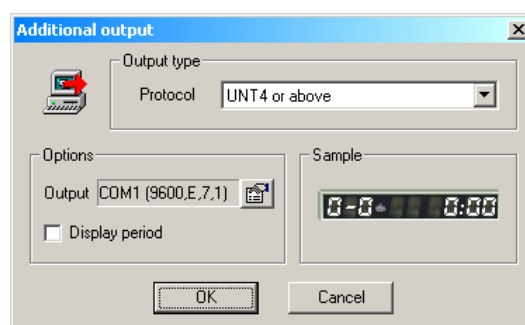 Additional output
Output type
Protocol UNT4 or above
Options
Output COM1 (9600,E,7,1)
Display period
Sample
0-0 0:00
OK Cancel